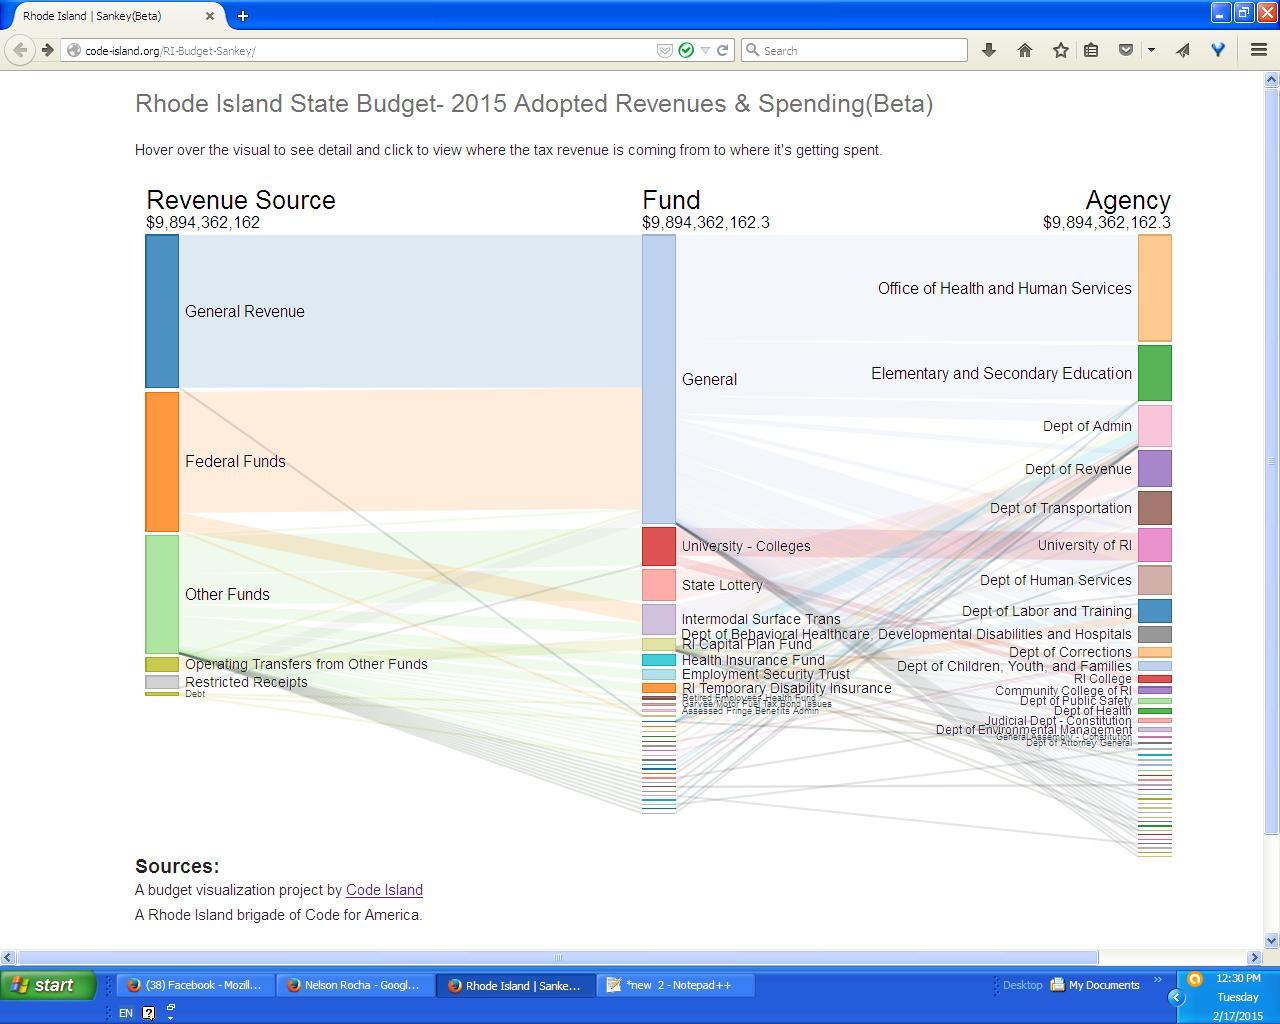 Rhode Island | Sankey(Beta)
code-island.org/RI-Budget-Sankey/
Search
Rhode Island State Budget- 2015 Adopted Revenues & Spending(Beta)
Hover over the visual to see detail and click to view where the tax revenue is coming from to where it's getting spent.
Revenue Source
$9,894,362,162
Fund
$9,894,362,162.3
Agency
$9,894,362,162.3
General Revenue
Federal Funds
Other Funds
Operating Transfers from Other Funds
Restricted Receipts
Debt
General
University - Colleges
State Lottery
Intermodal Surface Trans
RI Capital Plan Fund
Health Insurance Fund
Employment Security Trust
RI Temporary Disability Insurance
Retired Employees Health Fund
Garvee/Motor Fuel Tax Bond Issues
Assessed Fringe Benefits Admin
Office of Health and Human Services
Elementary and Secondary Education
Dept of Admin
Dept of Revenue
Dept of Transportation
University of RI
Dept of Human Services
Dept of Labor and Training
Dept of Behavioral Healthcare, Developmental Disabilities and Hospitals
Dept of Corrections
Dept of Children, Youth, and Families
RI College
Community College of RI
Dept of Public Safety
Dept of Health
Judicial Dept - Constitution
Dept of Environmental Management
General Assembly - Constitution
Dept of Attorney General
Sources:
A budget visualization project by Code Island
A Rhode Island brigade of Code for America.
start
(38) Facebook - Mozill...
Nelson Rocha - Googl...
Rhode Island | Sanke...
*new 2 - Notepad++
Desktop
My Documents
12:30 PM
Tuesday
2/17/2015
EN